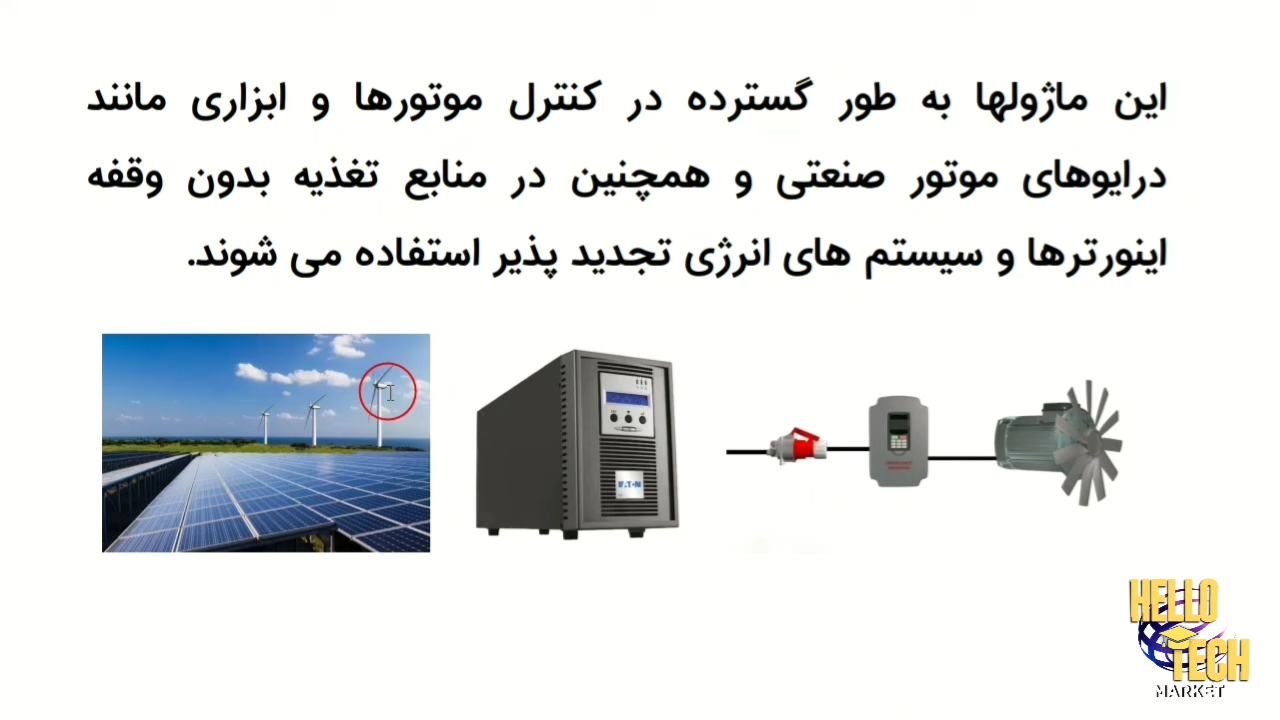 این ماژولها به طور گسترده در کنترل موتورها و ابزاری مانند
درایوهای موتور صنعتی و همچنین در منابع تغذیه بدون وقفه
اینورترها و سیستم های انرژی تجدید پذیر استفاده می شوند.
EATON
HELLO
TECH
MARKET